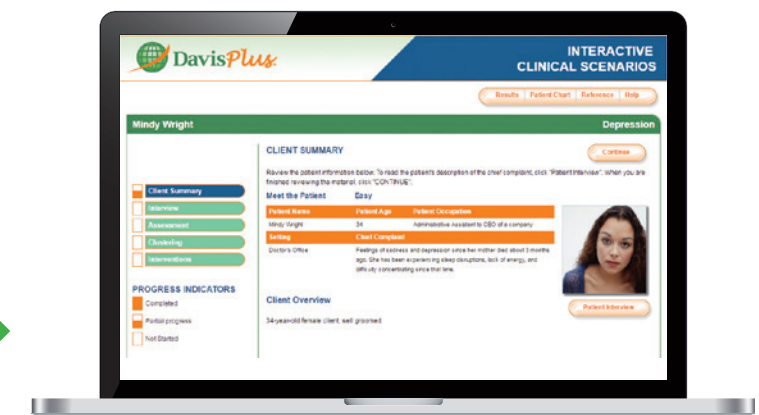 DavisPlus
INTERACTIVE
CLINICAL SCENARIOS
Results Patient Chart Reference Help
Mindy Wright
Depression
CLIENT SUMMARY
Continue
Review the patient information below. To read the patient's description of the chief complaint, click "Patient Interview". When you are
finished reviewing the material, click "CONTINUE".
Meet the Patient Easy
Client Summary
Interview
Assessment
Clustering
Interventions
Patient Name Patient Age Patient Occupation
Mindy Wright 34 Administrative Assistant to CEO of a company
Setting Chief Complaint
Doctor's Office Feelings of sadness and depression since her mother died about 3 months
ago. She has been experiencing sleep disruptions, lack of energy, and
difficulty concentrating since that time.
Patient Interview
PROGRESS INDICATORS
Completed
Partial progress
Not Started
Client Overview
34-year-old female client, well groomed